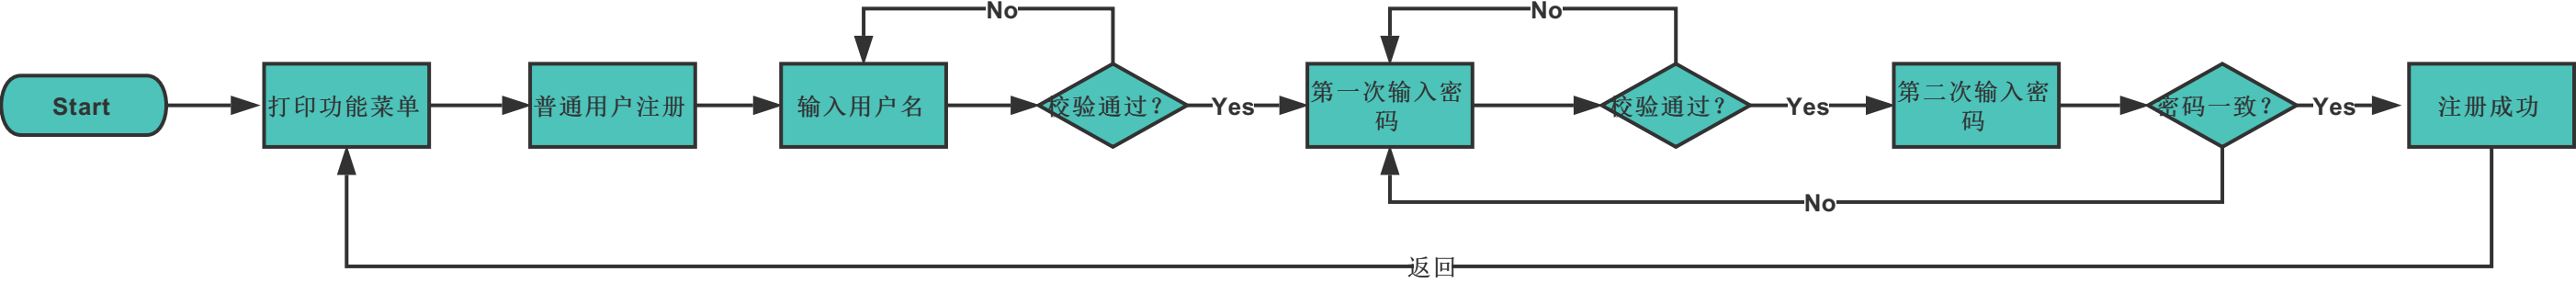 No
No
Start
打印功能菜单
普通用户注册
输入用户名
校验通过？
Yes
第一次输入密
码
校验通过？
Yes
第二次输入密
码
密码一致？
Yes
注册成功
No
返回